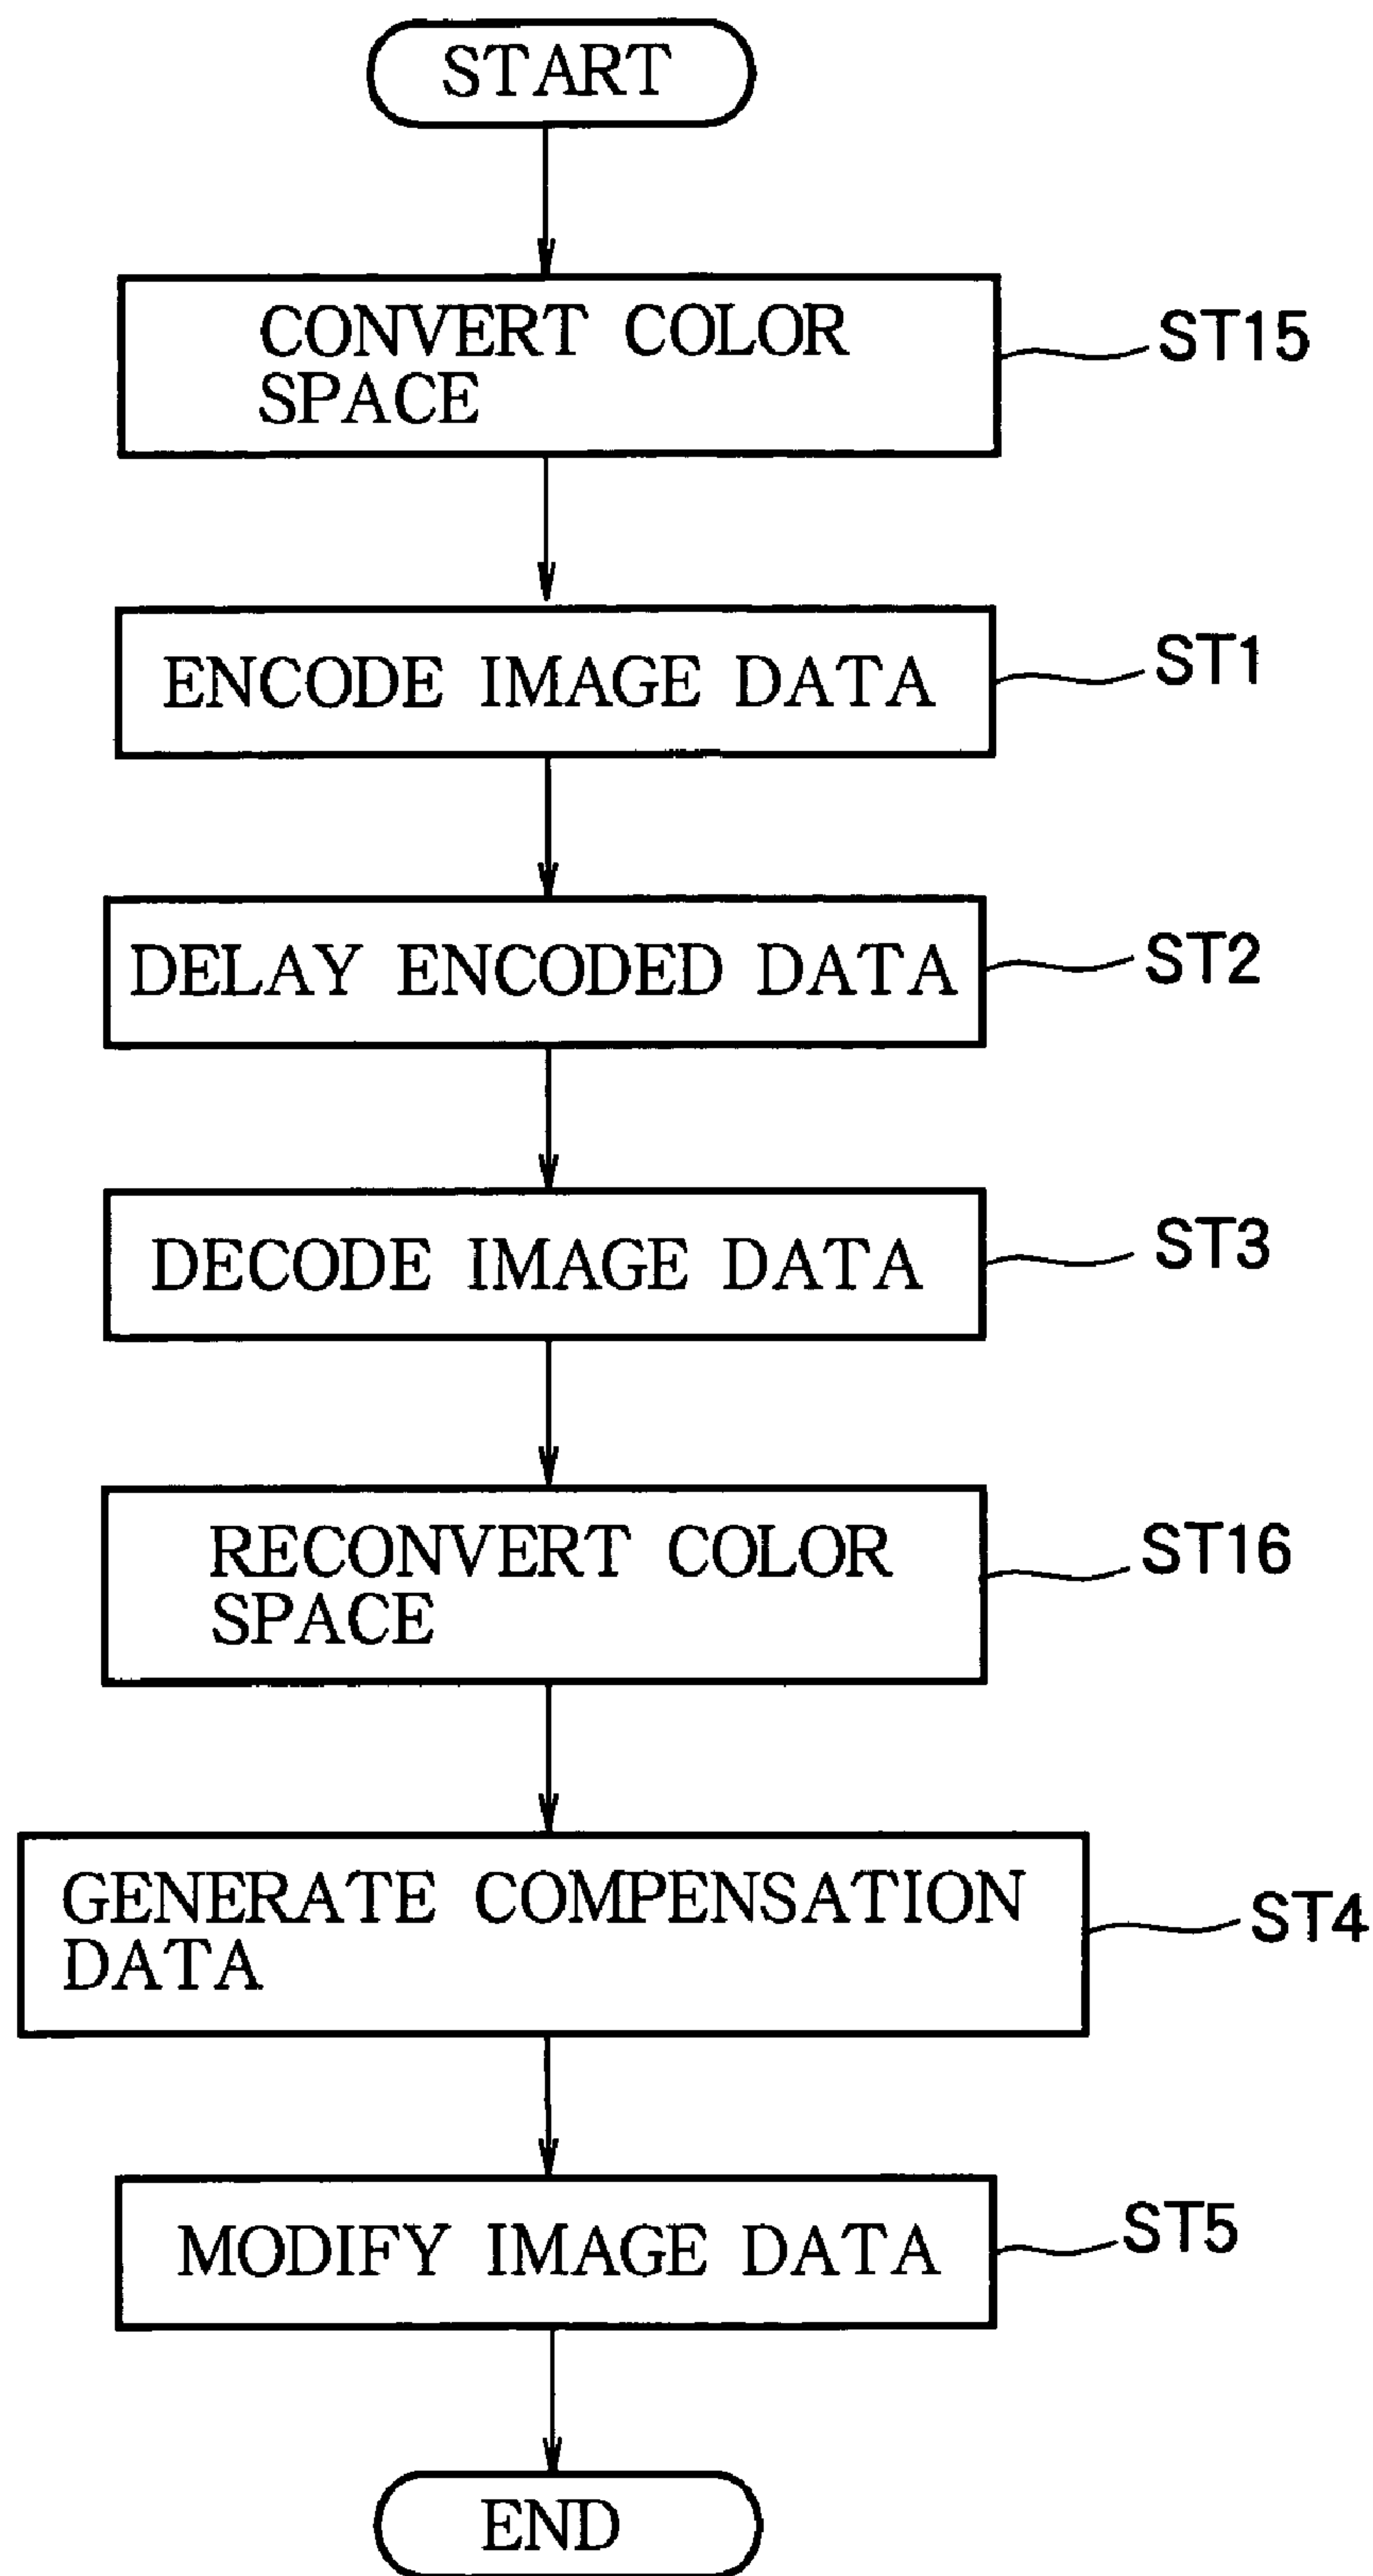 START
CONVERT COLOR
SPACE
ST15
ENCODE IMAGE DATA
ST1
DELAY ENCODED DATA
ST2
DECODE IMAGE DATA
ST3
RECONVERT COLOR
SPACE
ST16
GENERATE COMPENSATION
DATA
ST4
MODIFY IMAGE DATA
ST5
END